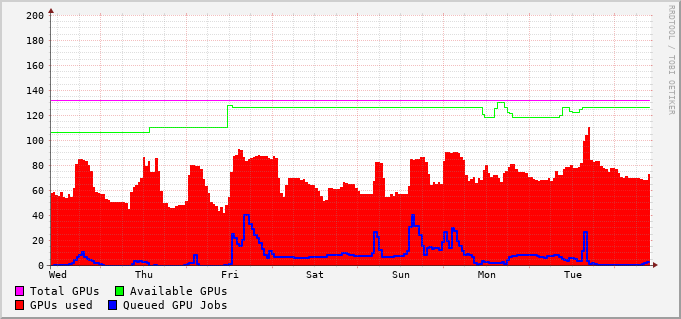 200
180
160
140
120
100
80
60
40
20
0
Wed Thu Fri Sat Sun Mon Tue
Total GPUs Available GPUs
GPUs used Queued GPU Jobs
RRDTOOL / TOBI OETIKER